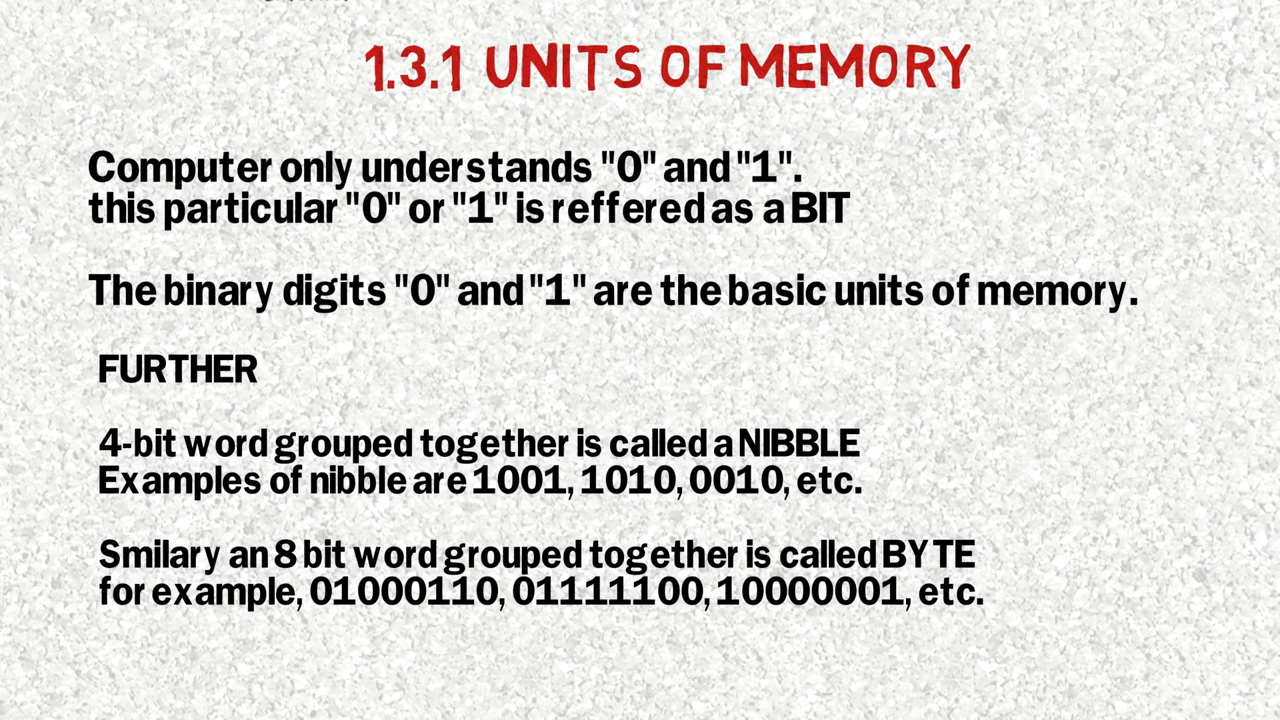 1.3.1 UNITS OF MEMORY
Computer only understands "0" and "1".
this particular "0" or "1" is reffered as a BIT
The binary digits "0" and "1" are the basic units of memory.
FURTHER
4-bit word grouped together is called a NIBBLE
Examples of nibble are 1001, 1010, 0010, etc.
Smilary an 8 bit word grouped together is called BYTE
for example, 01000110, 01111100, 10000001, etc.